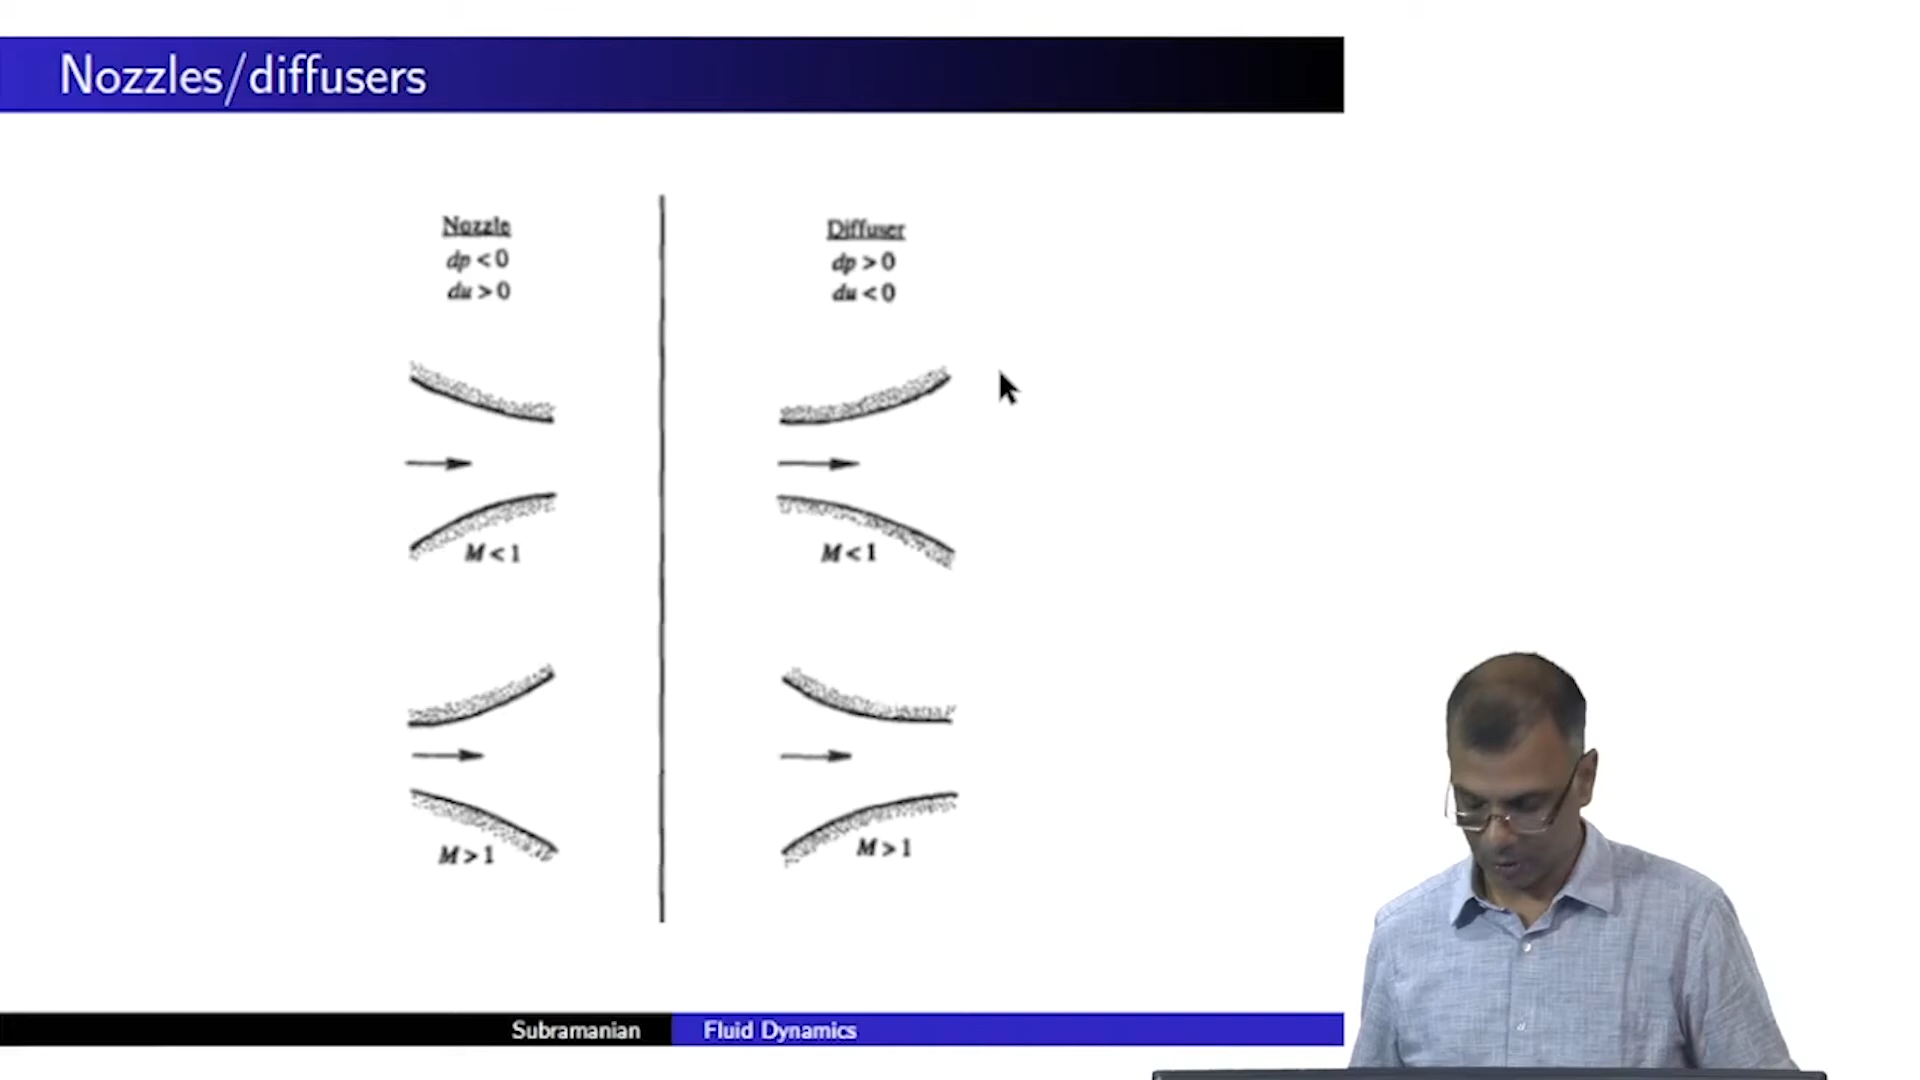 Nozzles/diffusers
Nozzle
dp < 0
du > 0
Diffuser
dp > 0
du < 0
M < 1
M < 1
M > 1
M > 1
Subramanian
Fluid Dynamics